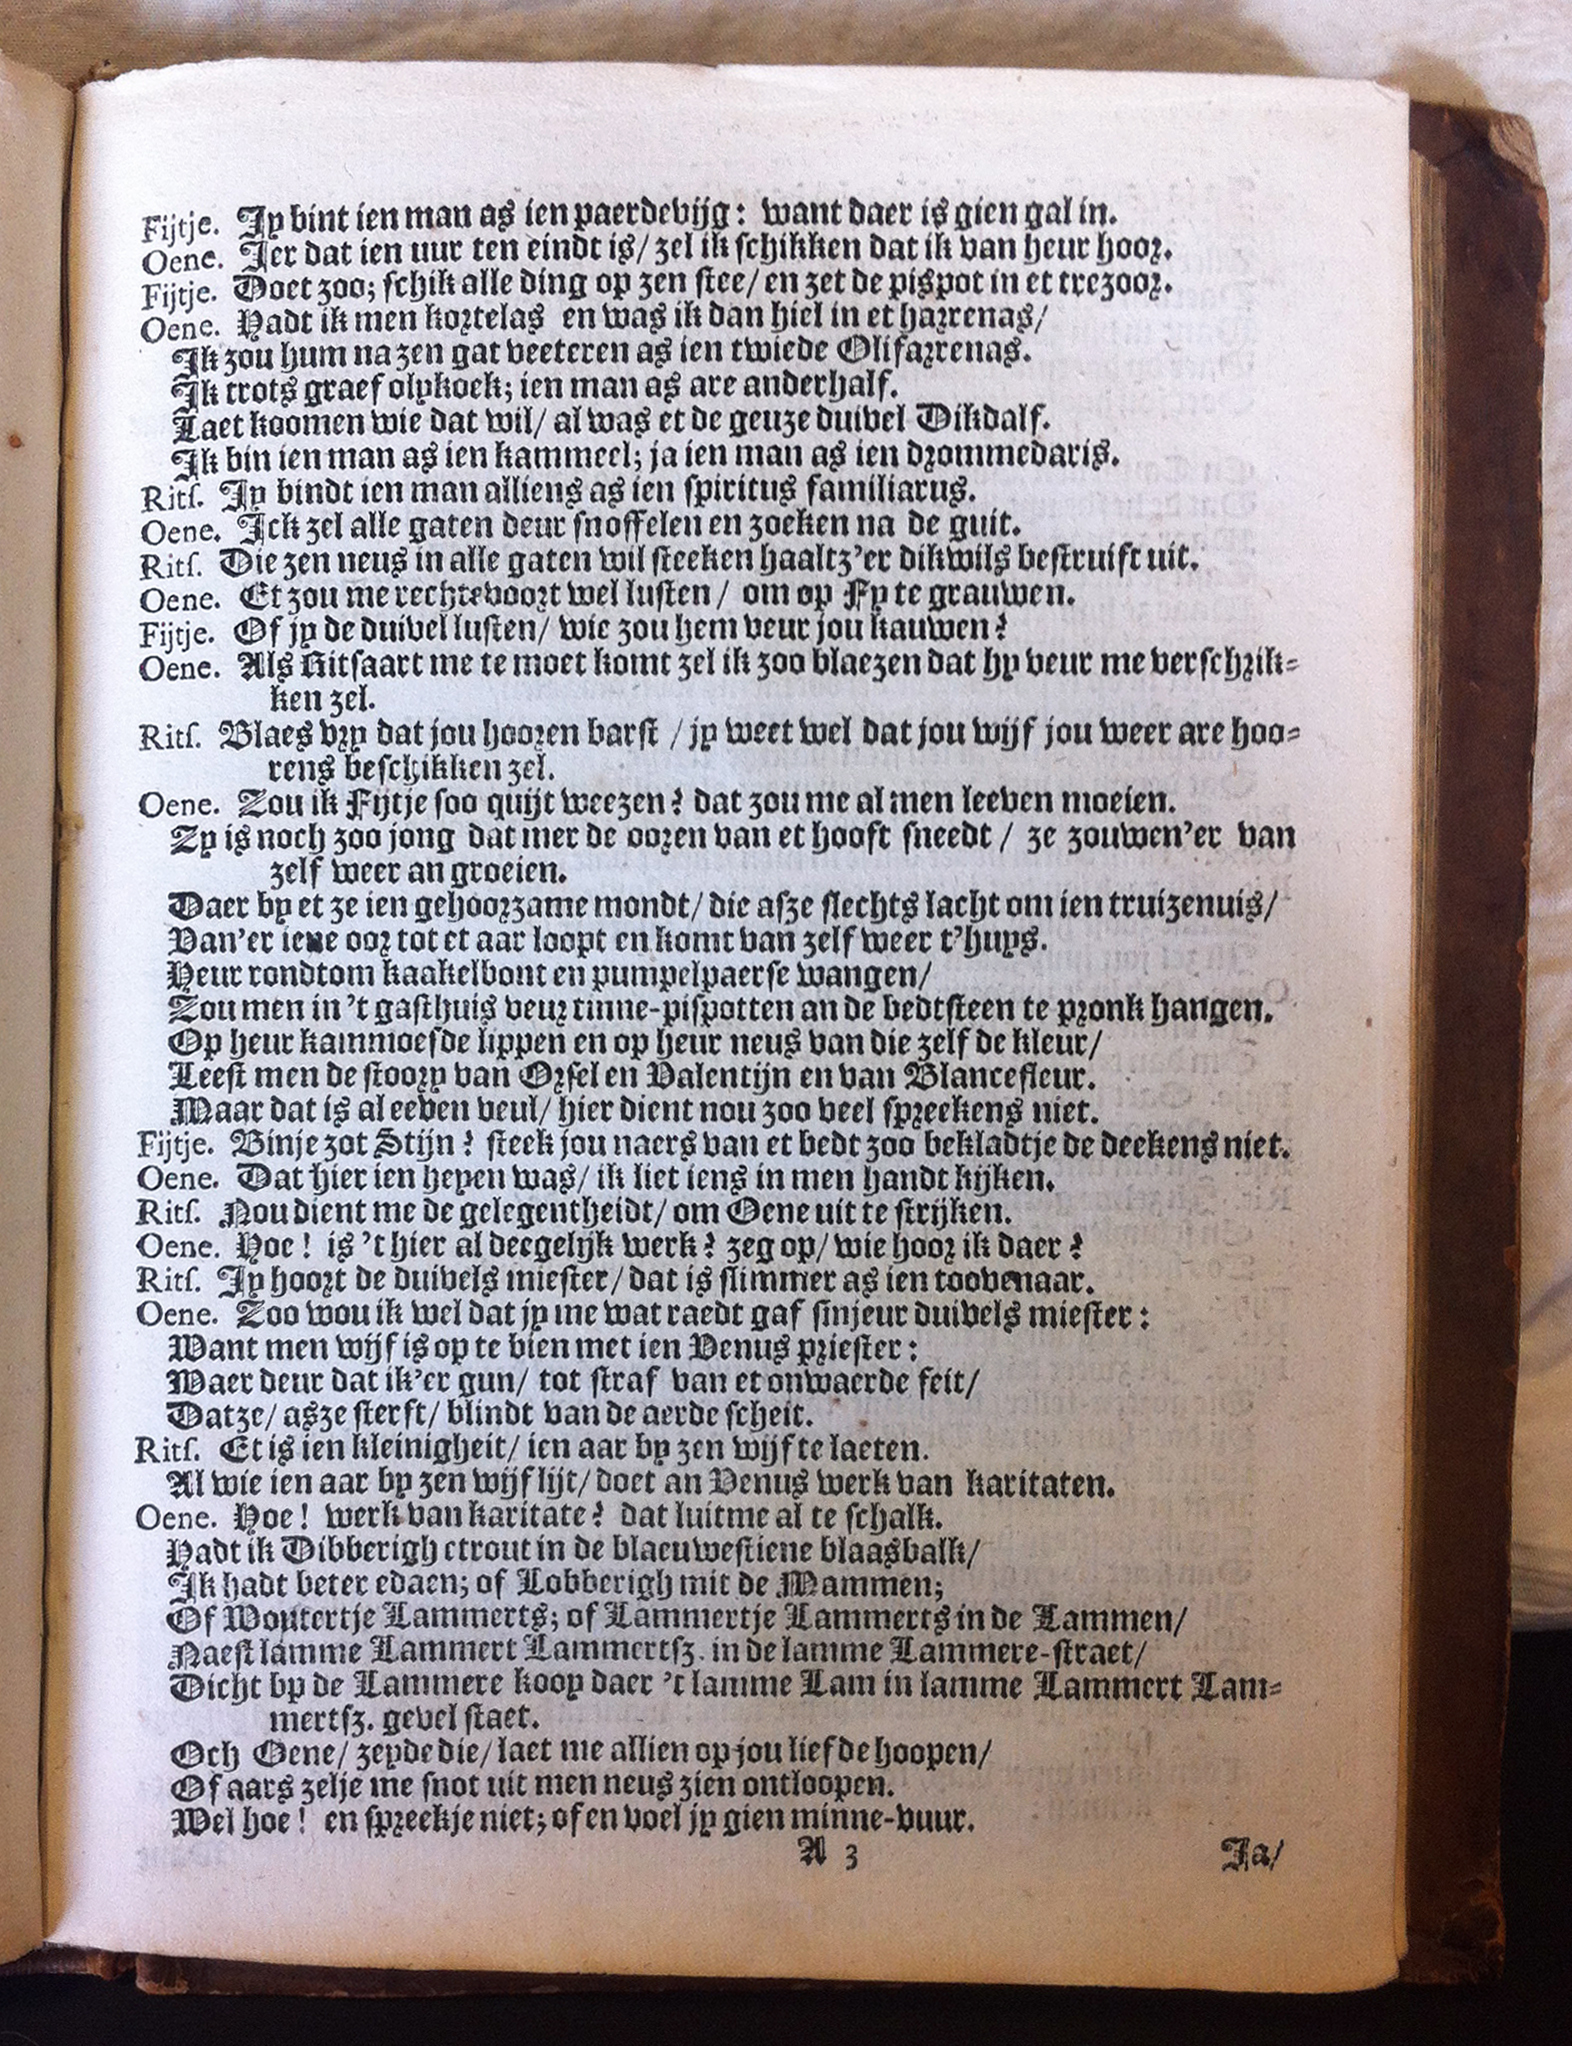 Fijtje. Jy bint ien man as ien paerdevijg: want daer is gien gal in.
Oene. Jer dat ien uur ten eindt is/ zel ik schikken dat ik van heur hoor.
Fijtje. Doet zoo; schik alle ding op zen stee/ en zet de pispot in et trezoor.
Oene. Hadt ik men kortelas en was ik dan hiel in et harrenas/
Ik zou hum na zen gat veeteren as ien twiede Olifarrenas.
Ik trots graef olykoek; ien man as are anderhalf.
Laet koomen wie dat wil/ al was et de geuze duivel Dikdalf.
Ik bin ien man as ien kammeel; ja ien man as ien drommedaris.
Rits. Jy bindt ien man alliens as ien spiritus familiarus.
Oene. Ick zel alle gaten deur snoffelen en zoeken na de guit.
Rits. Die zen neus in alle gaten wil steeken haaltz'er dikwils bestruift uit.
Oene. Et zou me rechtevoort wel lusten/ om op Fy te grauwen.
Fijtje. Of jy de duivel lusten/ wie zou hem veur jou kauwen?
Oene. Als Ritsaart me te moet komt zel ik zoo blaezen dat hy veur me verschrik-
ken zel.
Rits. Blaes vry dat jou hooren barst / jy weet wel dat jou wijf jou weer are hoo-
rens beschikken zel.
Oene. Zou ik Fijtje soo quijt weezen? dat zou me al men leeven moeien.
Zy is noch zoo jong dat mer de ooren van et hooft sneedt / ze zouwen'er van
zelf weer an groeien.
Daer by et ze ien gehoorzame mondt/ die asze slechts lacht om ien truizenuis/
Van'er iene oor tot et aar loopt en komt van zelf weer t'huys.
Heur rondtom kaakelbont en pumpelpaerse wangen/
Zou men in 't gasthuis veur tinne-pispotten an de bedtsteen te pronk hangen.
Op heur kammoesde lippen en op heur neus van die zelfde kleur/
Leest men de stoory van Orsel en Valentijn en van Blancefleur.
Maar dat is al eeven veul/ hier dient nou zoo veel spreekens niet.
Fijtje. Binje zot Stijn? steek jou naers van et bedt zoo bekladtje de deekens niet.
Oene. Dat hier ien heyen was/ ik liet iens in men handt kijken.
Rits. Nou dient me de gelegentheidt/ om Oene uit te strijken.
Oene. Hoe! is 't hier al deegelijk werk? zeg op/ wie hoor ik daer?
Rits. Jy hoort de duivels miester/ dat is slimmer as ien toovenaar.
Oene. Zoo wou ik wel dat jy me wat raedt gaf sinjeur duivels miester:
Want men wijf is op te bien met ien Venus priester:
Waer deur dat ik'er gun/ tot straf van et onwaerde feit/
Datze/ asze sterft/ blindt van de aerde scheit.
Rits. Et is ien kleinigheit/ ien aar by zen wijf te laeten.
Al wie ien aar by zen wijf lijt/ doet an Venus werk van karitaten.
Oene. Hoe! werk van karitate? dat luitme al te schalk.
Hadt ik Dibberigh etrout in de blaeuwestiene blaasbalk/
Ik hadt beter edaen; of Lobberigh mit de Mammen;
Of Woutertje Lammerts; of Lammertje Lammerts in de Lammen/
Naest lamme Lammert Lammertsz. in de lamme Lammere-straet/
Dicht by de Lammere kooy daer 't lamme Lam in lamme Lammert Lam-
mertsz. gevel staet.
Och Oene/ zeyde die/ laet me allien op jou liefde hoopen/
Of aars zelje me snot uit men neus zien ontloopen.
Wel hoe! en spreekje niet; of en voel jy gien minne-vuur.
A 3 Ja/